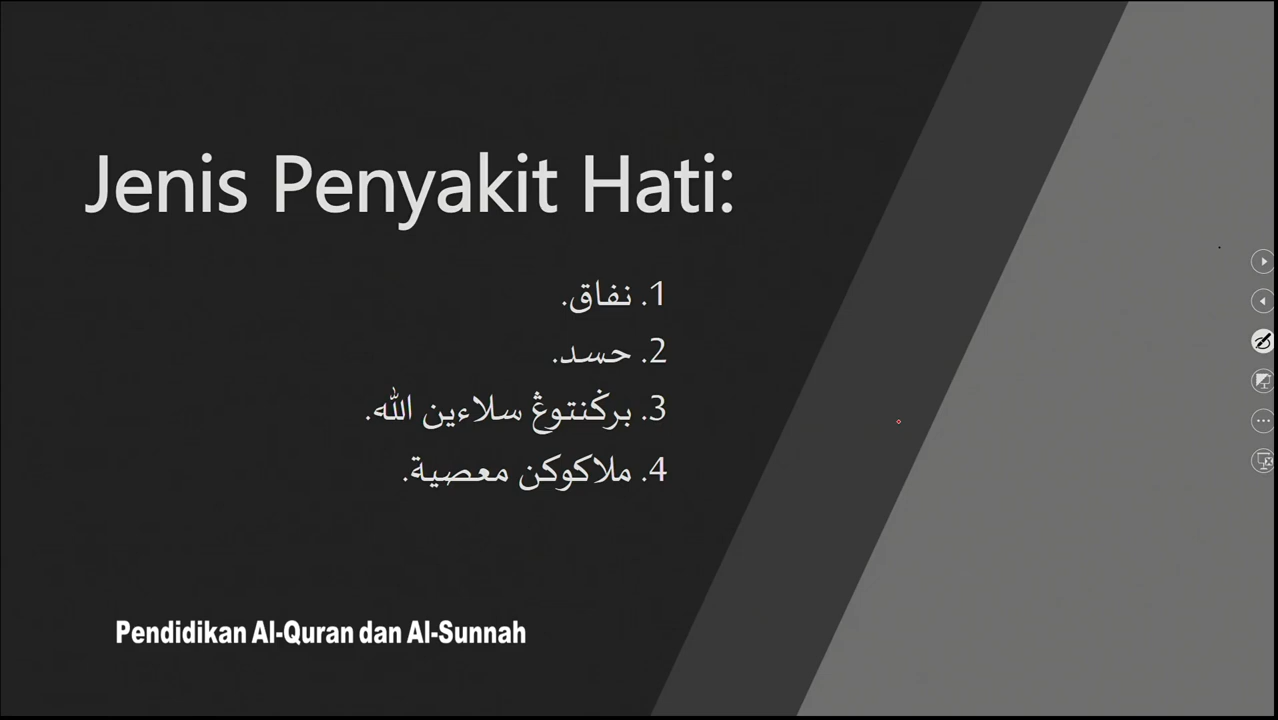 Jenis Penyakit Hati:
1. نفاق.
2. حسد.
3. برݢنتوڠ سلاءين الله.
4. ملاكوكن معصية.
Pendidikan Al-Quran dan Al-Sunnah